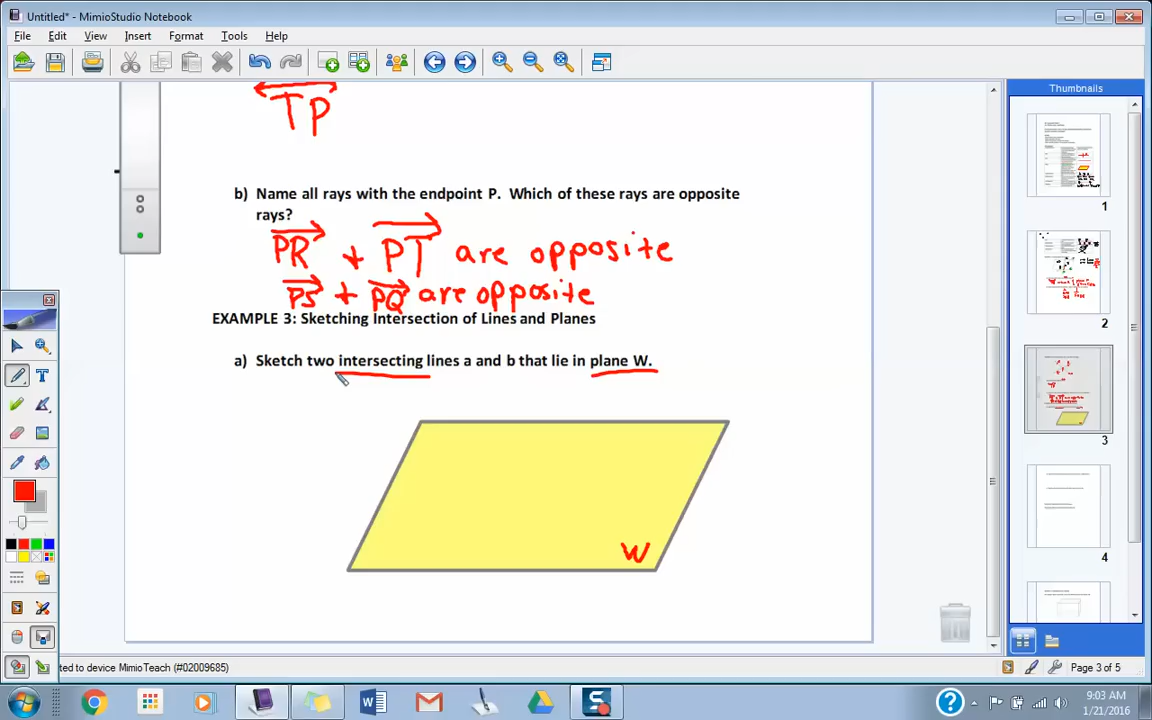 Untitled* - MimioStudio Notebook
File Edit View Insert Format Tools Help
TP
b) Name all rays with the endpoint P. Which of these rays are opposite
rays?
PR + PT are opposite
PS + PQ are opposite
EXAMPLE 3: Sketching Intersection of Lines and Planes
a) Sketch two intersecting lines a and b that lie in plane W.
W
Thumbnails
1
2
3
4
T
ted to device MimioTeach (#02009685)
Page 3 of 5
W
S
?
9:03 AM
1/21/2016